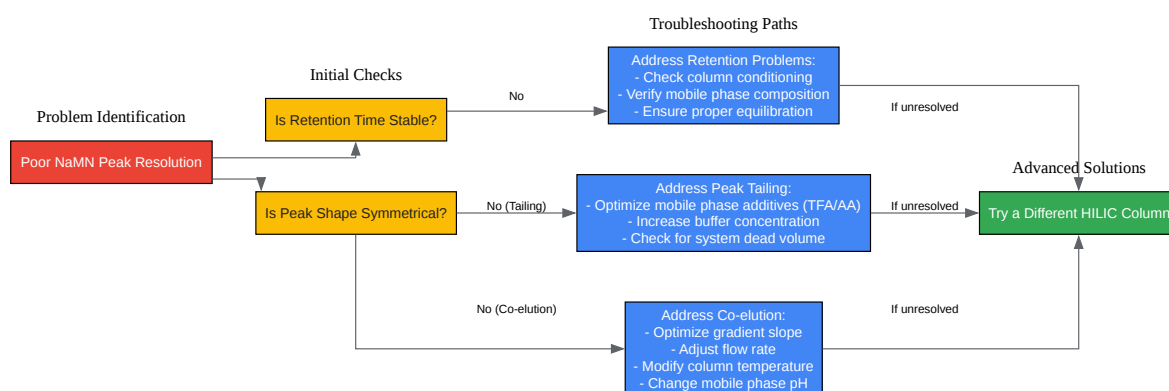 Troubleshooting Paths
Initial Checks
Problem Identification
Poor NaMN Peak Resolution
Is Retention Time Stable?
Is Peak Shape Symmetrical?
No
No (Tailing)
No (Co-elution)
Address Retention Problems:
- Check column conditioning
- Verify mobile phase composition
- Ensure proper equilibration
Address Peak Tailing:
- Optimize mobile phase additives (TFA/AA)
- Increase buffer concentration
- Check for system dead volume
Address Co-elution:
- Optimize gradient slope
- Adjust flow rate
- Modify column temperature
- Change mobile phase pH
If unresolved
If unresolved
If unresolved
Advanced Solutions
Try a Different HILIC Column